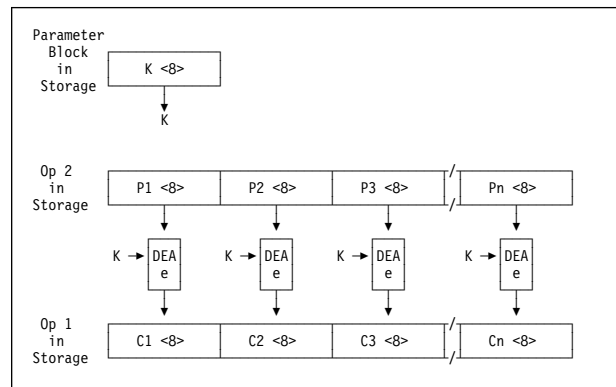 Parameter
Block
in
Storage
K <8>
K
Op 2
in
Storage
P1 <8> P2 <8> P3 <8> / Pn <8>
/
K DEA K DEA K DEA K DEA
e e e e
Op 1
in
Storage
C1 <8> C2 <8> C3 <8> / Cn <8>
/